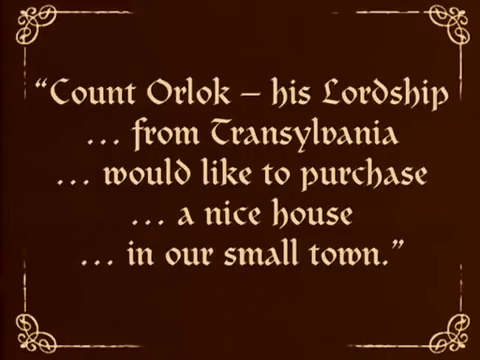 “Count Orlok – his Lordship
... from Transylvania
... would like to purchase
... a nice house
... in our small town.”